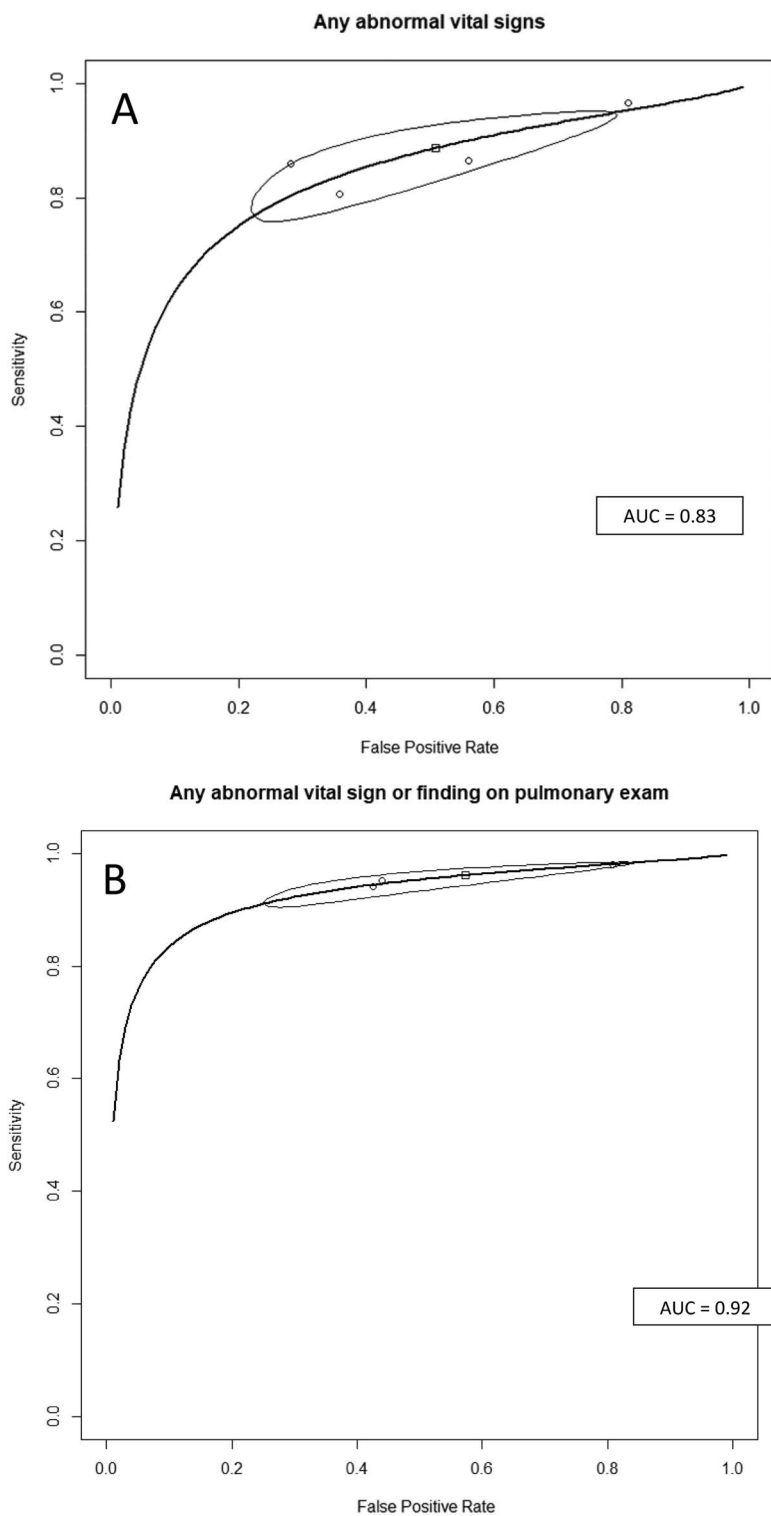 Any abnormal vital signs
A
1.0
0.8
0.6
0.4
0.2
0.0
Sensitivity
AUC = 0.83
0.0 0.2 0.4 0.6 0.8 1.0
False Positive Rate
Any abnormal vital sign or finding on pulmonary exam
B
1.0
0.8
0.6
0.4
0.2
0.0
Sensitivity
AUC = 0.92
0.0 0.2 0.4 0.6 0.8 1.0
False Positive Rate